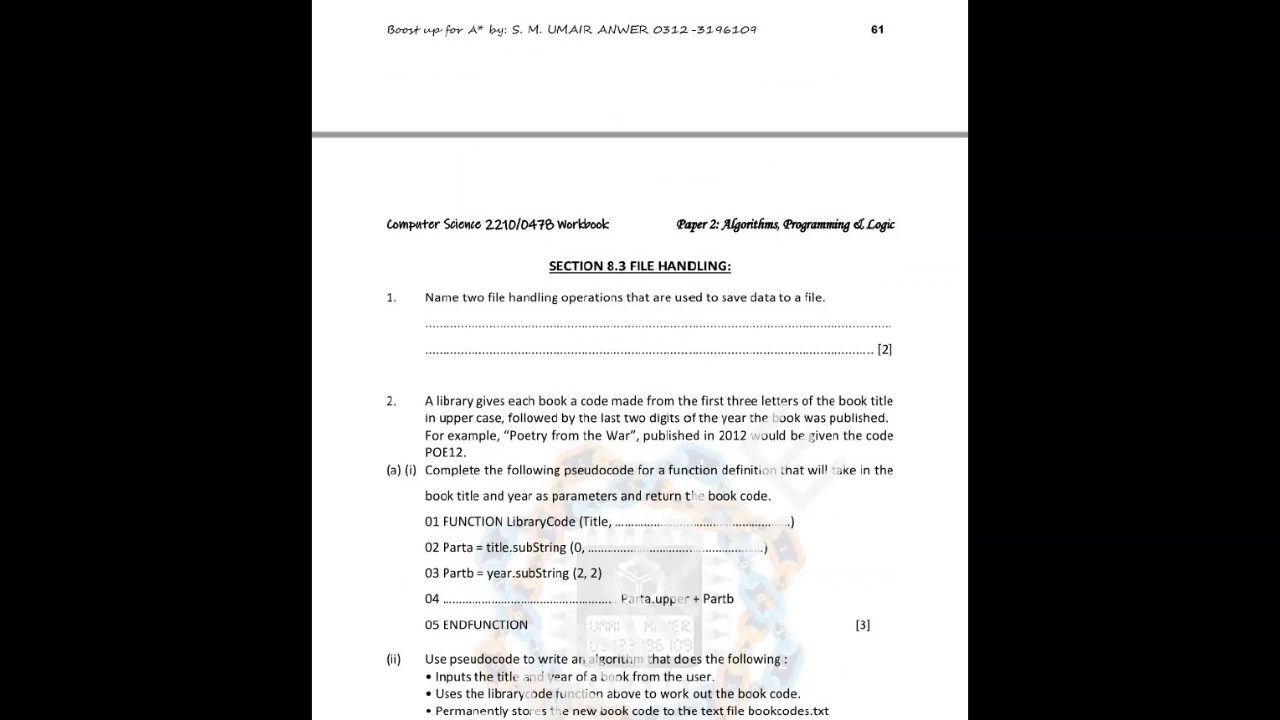 Boost up for A* by: S. M. UMAIR ANWER 0312-3196109 61
Computer Science 2210/0478 Workbook Paper 2: Algorithms, Programming & Logic
SECTION 8.3 FILE HANDLING:
1. Name two file handling operations that are used to save data to a file.
..........................................................................................................................................
..................................................................................................................................... [2]
2. A library gives each book a code made from the first three letters of the book title
in upper case, followed by the last two digits of the year the book was published.
For example, “Poetry from the War”, published in 2012 would be given the code
POE12.
(a) (i) Complete the following pseudocode for a function definition that will take in the
book title and year as parameters and return the book code.
01 FUNCTION LibraryCode (Title, ....................................................)
02 Parta = title.subString (0, ....................................................)
03 Partb = year.subString (2, 2)
04 .................................................. Parta.upper + Partb
05 ENDFUNCTION [3]
UMAIR ANWER
03123196109
(ii) Use pseudocode to write an algorithm that does the following :
• Inputs the title and year of a book from the user.
• Uses the librarycode function above to work out the book code.
• Permanently stores the new book code to the text file bookcodes.txt